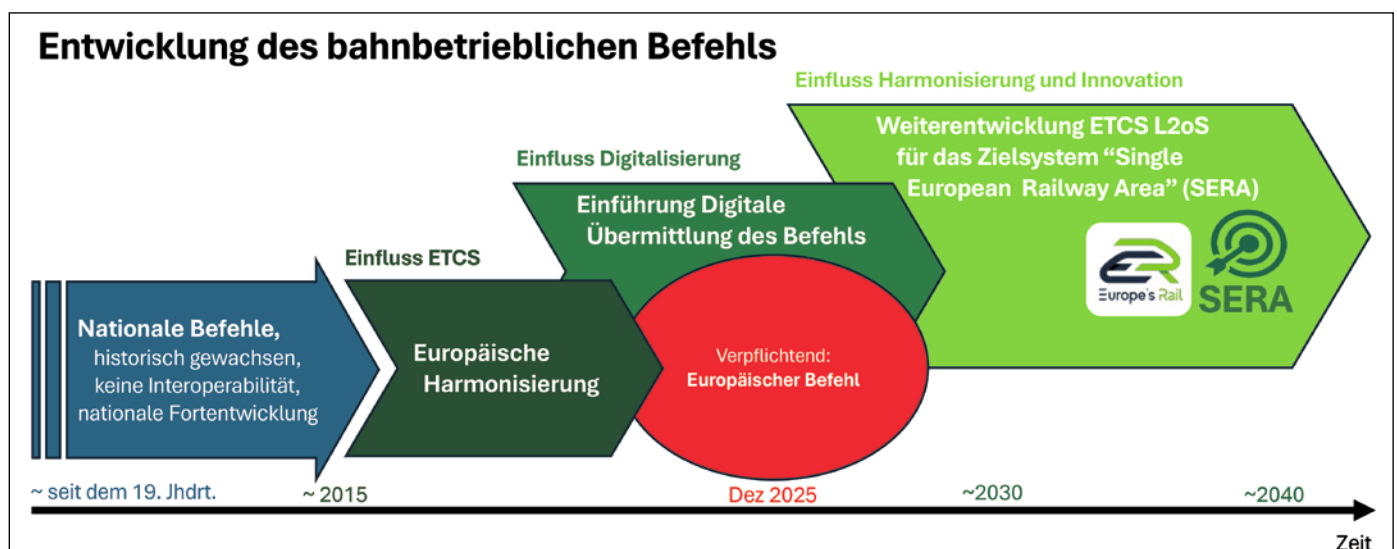 Entwicklung des bahnbetrieblichen Befehls
Einfluss Harmonisierung und Innovation
Weiterentwicklung ETCS L2oS
für das Zielsystem “Single
European Railway Area” (SERA)
Europe's Rail
SERA
Einfluss Digitalisierung
Einführung Digitale
Übermittlung des Befehls
Einfluss ETCS
Europäische
Harmonisierung
Verpflichtend:
Europäischer Befehl
Nationale Befehle,
historisch gewachsen,
keine Interoperabilität,
nationale Fortentwicklung
~ seit dem 19. Jhdrt.
~ 2015
Dez 2025
~2030
~2040
Zeit